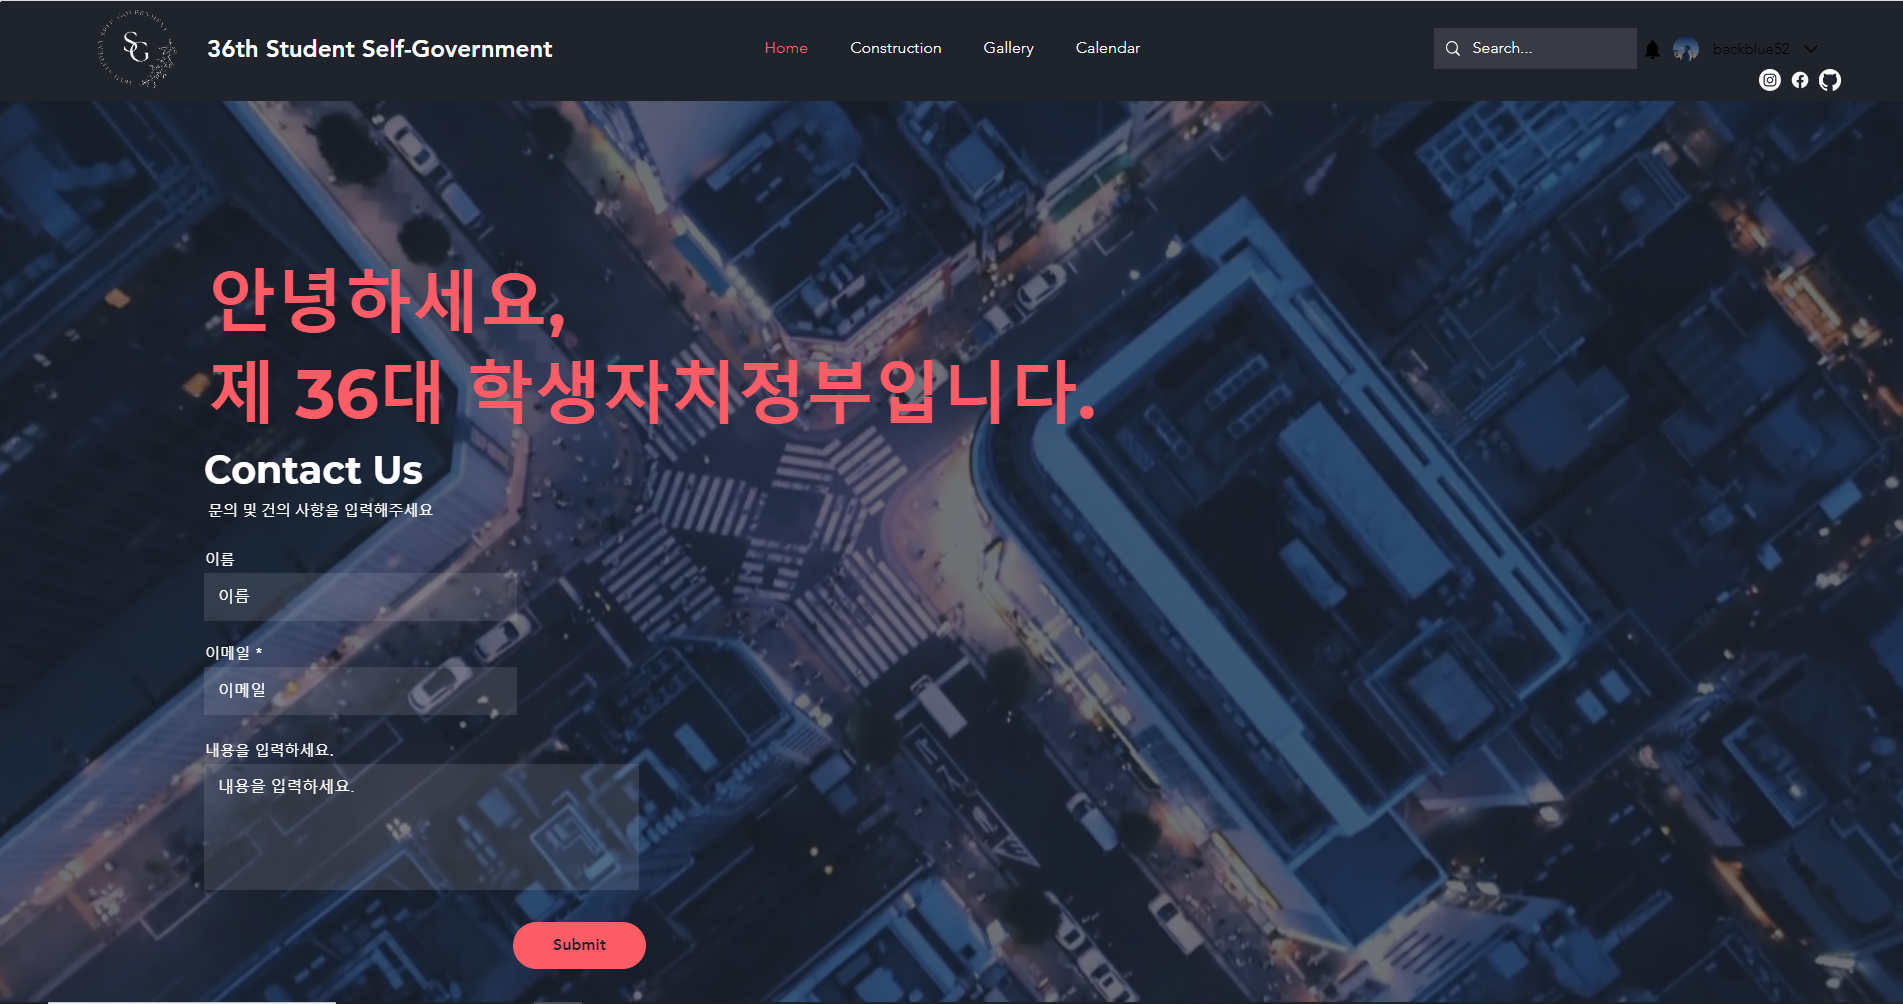 SG
36th Student Self-Government
Home
Construction
Gallery
Calendar
Search...
backblue52
안녕하세요,
제 36대 학생자치정부입니다.
Contact Us
문의 및 건의 사항을 입력해주세요
이름
이름
이메일 *
이메일
내용을 입력하세요.
내용을 입력하세요.
Submit